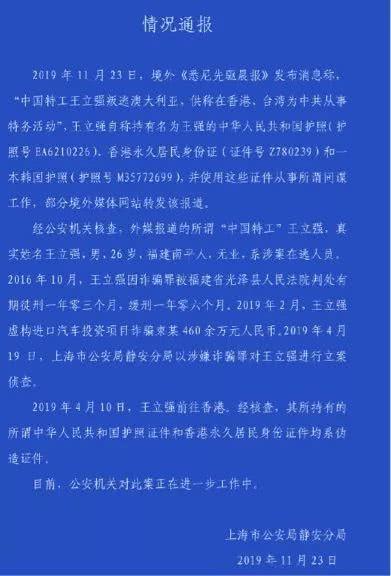 情况通报
2019 年 11 月 23 日，境外《悉尼先驱晨报》发布消息称，
“中国特工王立强叛逃澳大利亚，供称在香港、台湾为中共从事
特务活动”，王立强自称持有名为王强的中华人民共和国护照（护
照号 EA6210226）、香港永久居民身份证（证件号 Z780239）和一
本韩国护照（护照号 M35772699），并使用这些证件从事所谓间谍
工作，部分境外媒体网站转发该报道。
经公安机关核查，外媒报道的所谓“中国特工”王立强，真
实姓名王立强，男，26 岁，福建南平人，无业，系涉案在逃人员。
2016 年 10 月，王立强因诈骗罪被福建省光泽县人民法院判处有
期徒刑一年零三个月，缓刑一年零六个月。2019 年 2 月，王立强
虚构进口汽车投资项目诈骗束某 460 余万元人民币。2019 年 4 月
19 日，上海市公安局静安分局以涉嫌诈骗罪对王立强进行立案
侦查。
2019 年 4 月 10 日，王立强前往香港。经核查，其所持有的
所谓中华人民共和国护照证件和香港永久居民身份证件均系伪
造证件。
目前，公安机关对此案正在进一步工作中。
上海市公安局静安分局
2019 年 11 月 23 日